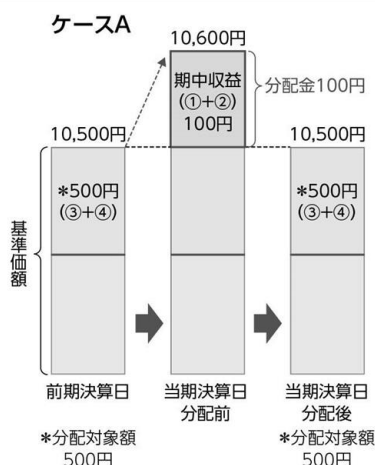 ケースA
10,600円
期中収益
(①+②)
100円
分配金100円
10,500円
10,500円
*500円
(③+④)
*500円
(③+④)
基準価額
前期決算日
当期決算日
分配前
当期決算日
分配後
*分配対象額
500円
*分配対象額
500円